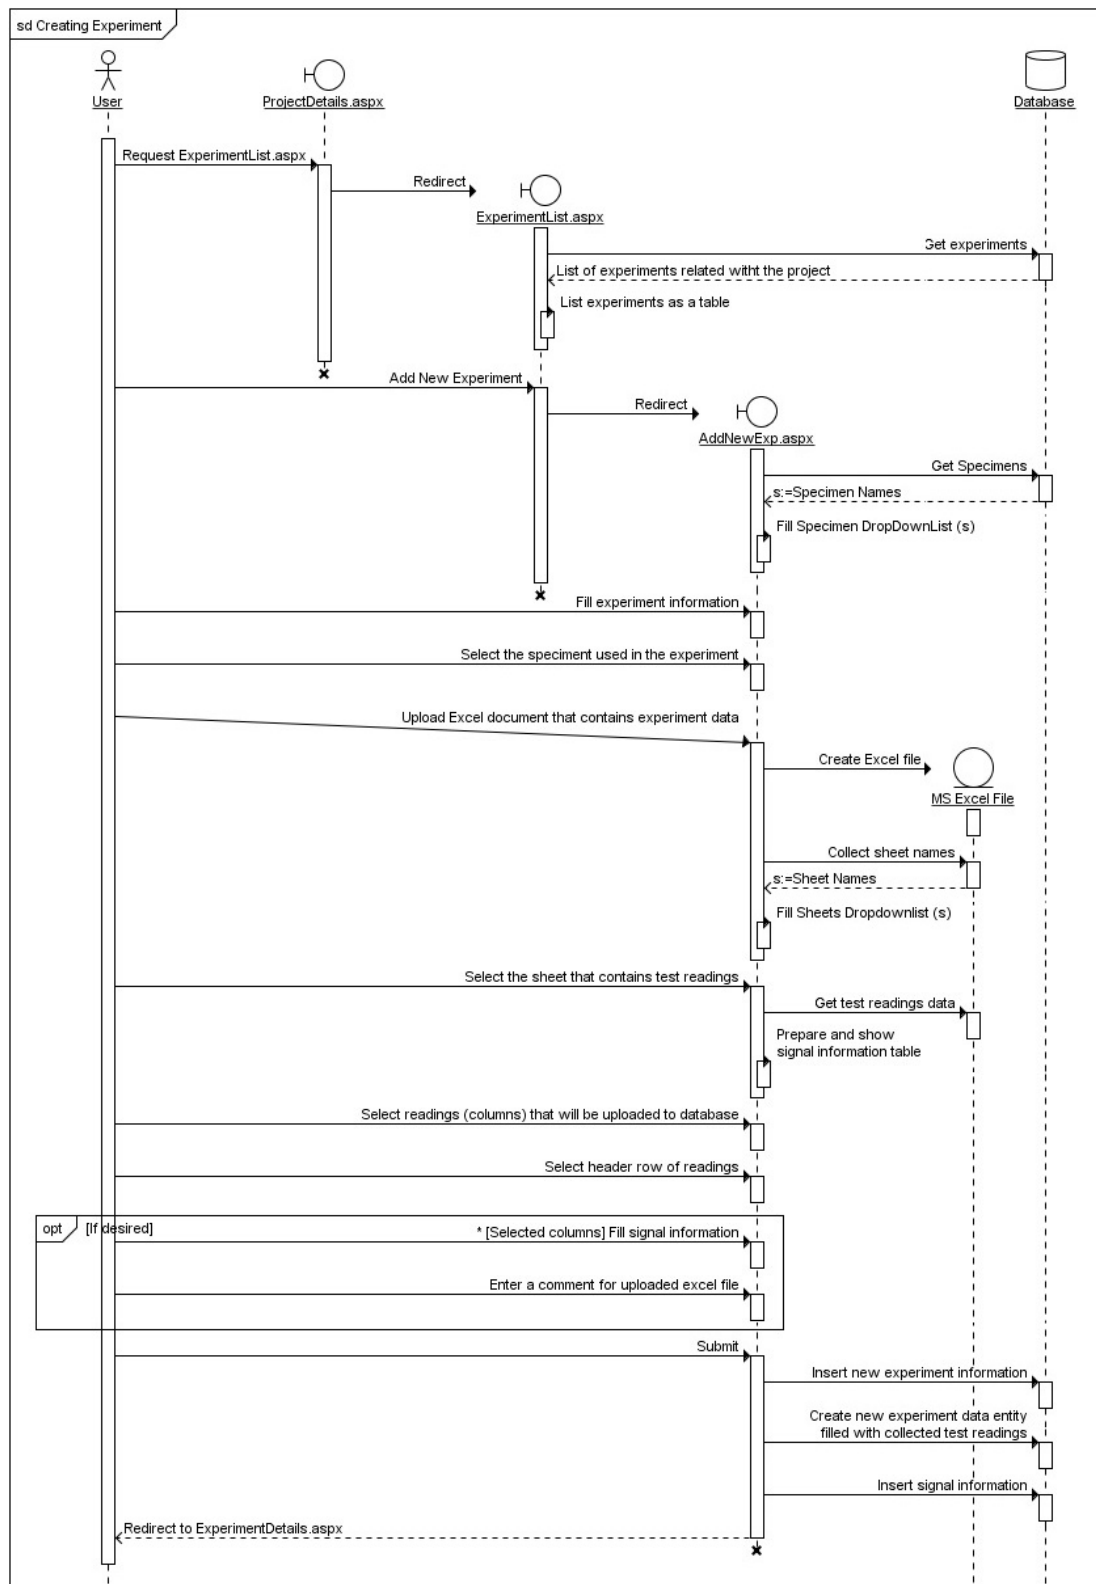 sd Creating Experiment
User
ProjectDetails.aspx
Database
Request ExperimentList.aspx
Redirect
ExperimentList.aspx
Get experiments
List of experiments related witht the project
List experiments as a table
Add New Experiment
Redirect
AddNewExp.aspx
Get Specimens
s:=Specimen Names
Fill Specimen DropDownList (s)
Fill experiment information
Select the speciment used in the experiment
Upload Excel document that contains experiment data
Create Excel file
MS Excel File
Collect sheet names
s:=Sheet Names
Fill Sheets Dropdownlist (s)
Select the sheet that contains test readings
Get test readings data
Prepare and show
signal information table
Select readings (columns) that will be uploaded to database
Select header row of readings
opt [If desired]
* [Selected columns] Fill signal information
Enter a comment for uploaded excel file
Submit
Insert new experiment information
Create new experiment data entity
filled with collected test readings
Insert signal information
Redirect to ExperimentDetails.aspx